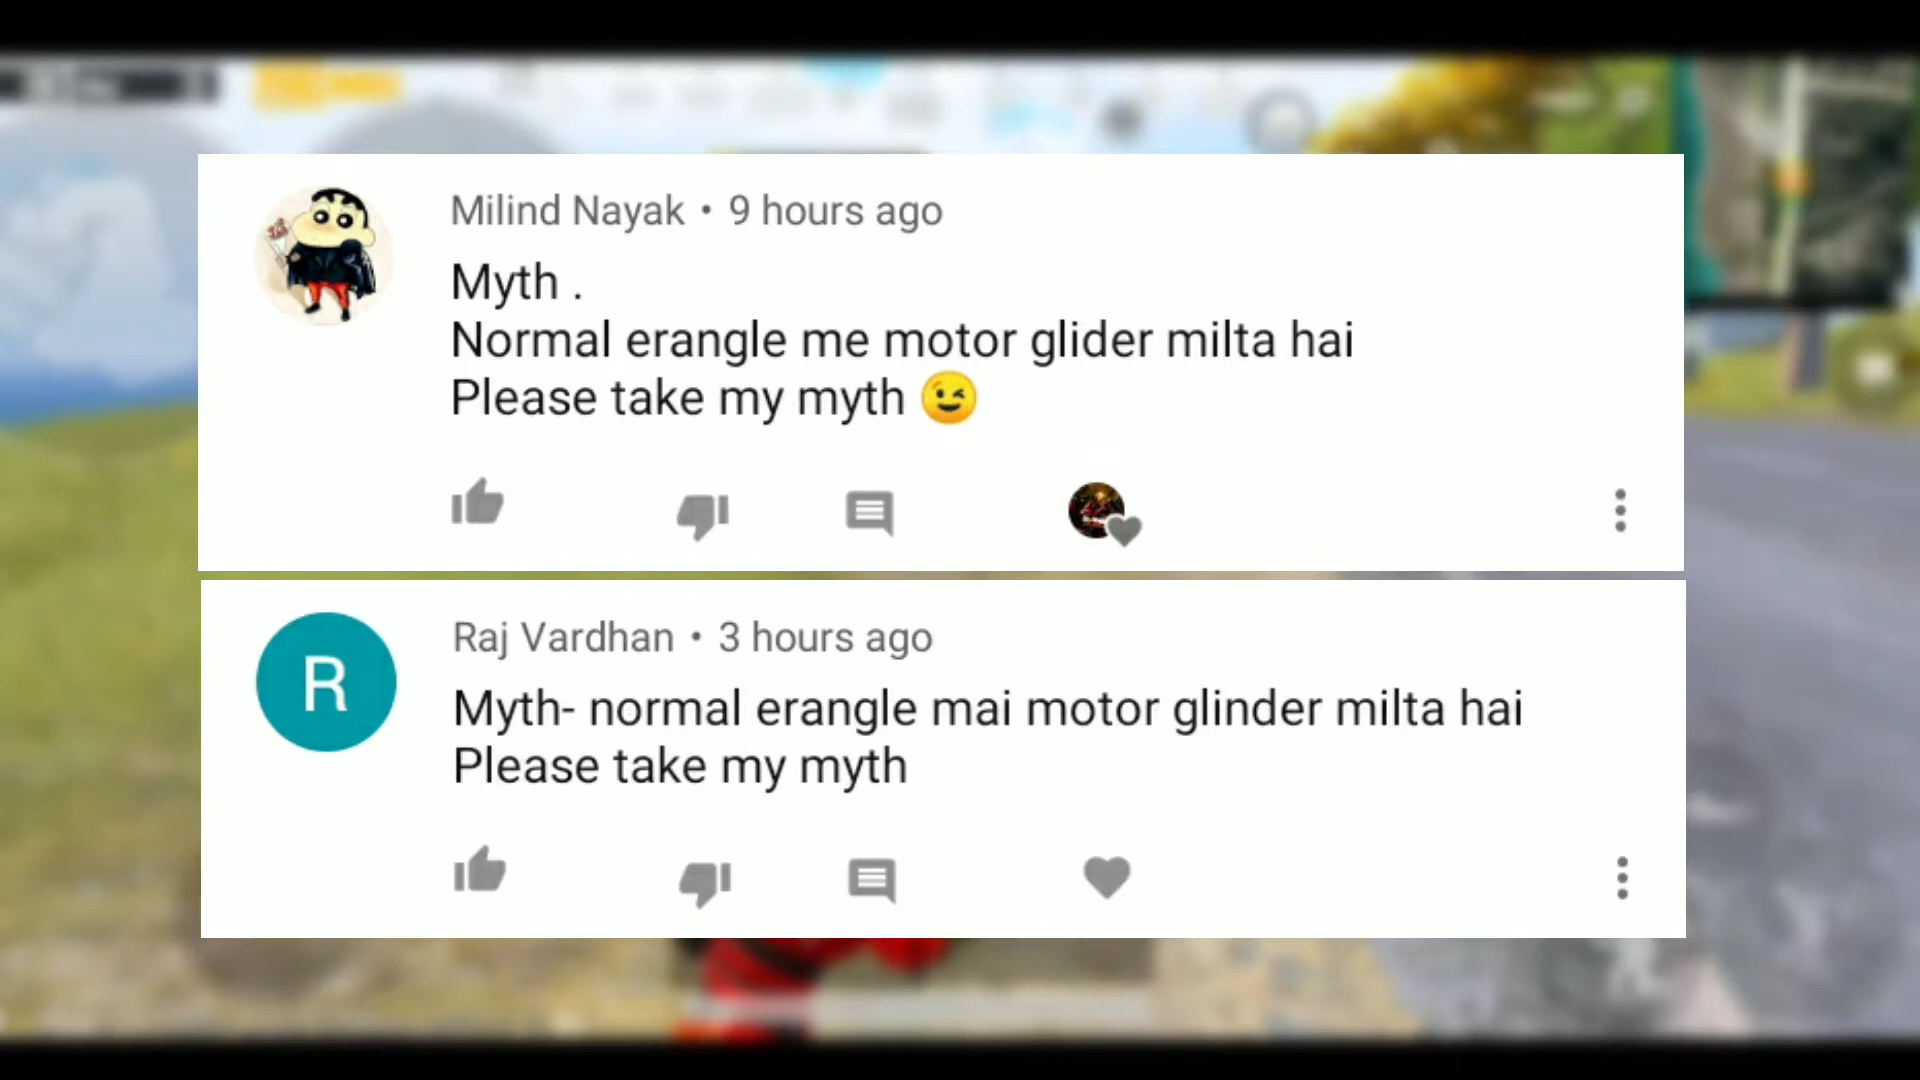 Milind Nayak • 9 hours ago
Myth .
Normal erangle me motor glider milta hai
Please take my myth 😉
R
Raj Vardhan • 3 hours ago
Myth- normal erangle mai motor glinder milta hai
Please take my myth